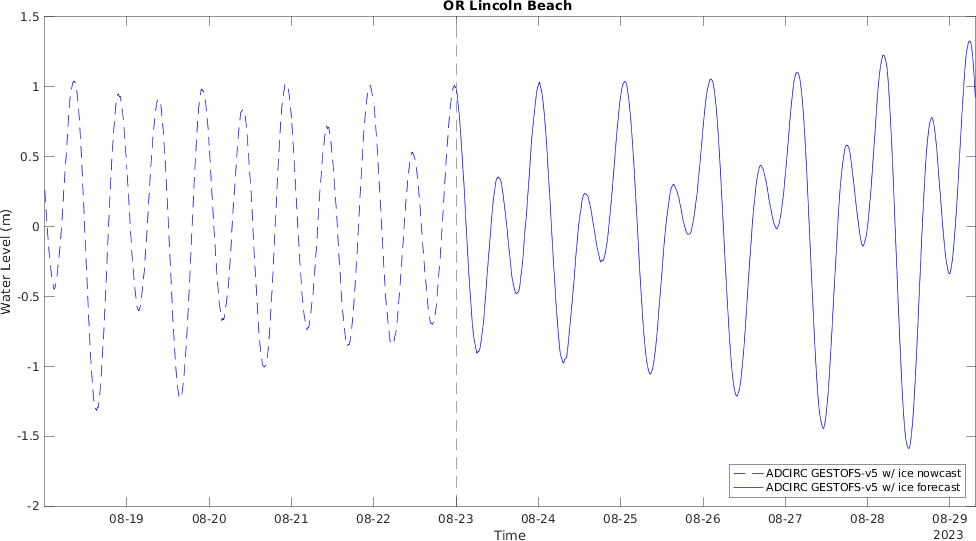 OR Lincoln Beach
1.5
1
0.5
0
-0.5
-1
-1.5
-2
Water Level (m)
ADCIRC GESTOFS-v5 w/ ice nowcast
ADCIRC GESTOFS-v5 w/ ice forecast
08-19 08-20 08-21 08-22 08-23 08-24 08-25 08-26 08-27 08-28 08-29
Time 2023